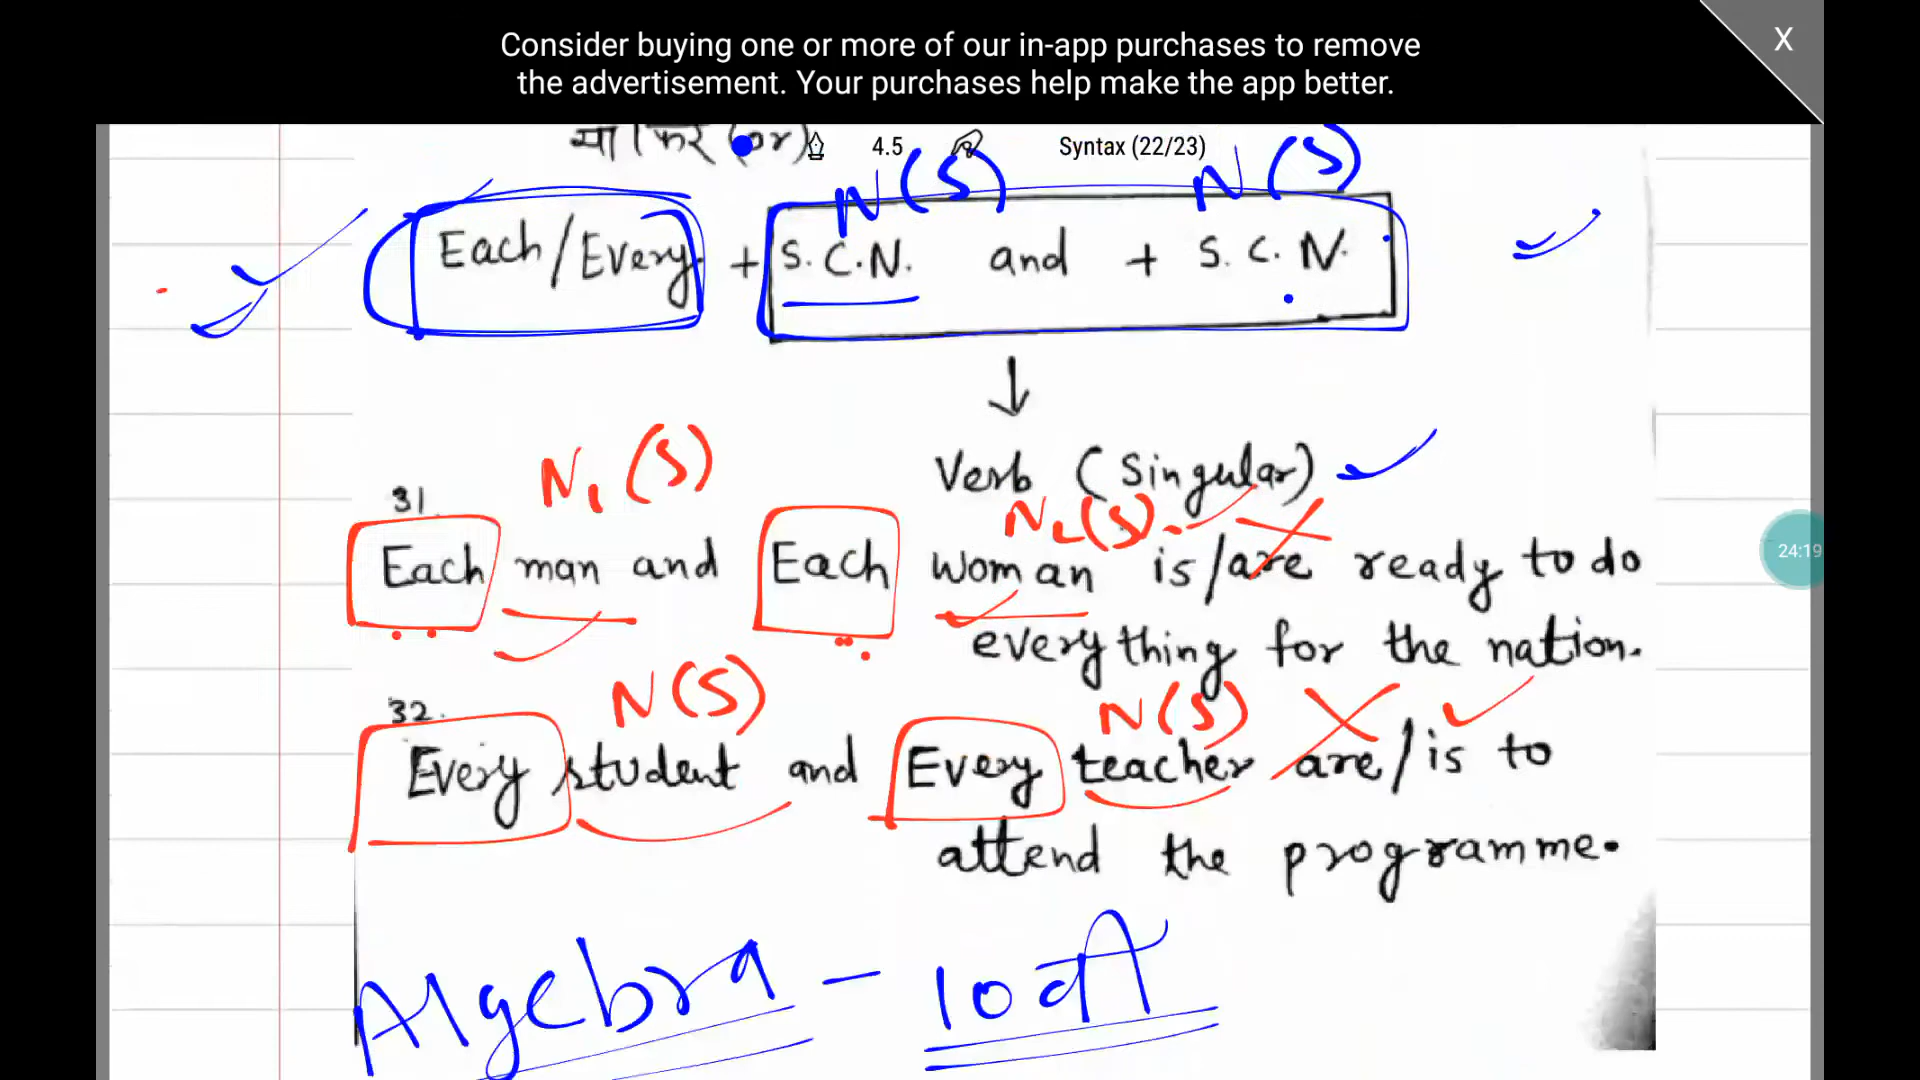 Consider buying one or more of our in-app purchases to remove
the advertisement. Your purchases help make the app better.
X
या फिर (or) 4.5 Syntax (22/23)
N(S) N(S)
Each/Every + S.C.N. and + S.C.N.
Verb (Singular)
N1(S)
N2(S)
31.
Each man and Each woman is/are ready to do
everything for the nation.
24:19
N(S) N(S)
32.
Every student and Every teacher are/is to
attend the programme.
Algebra - 10th